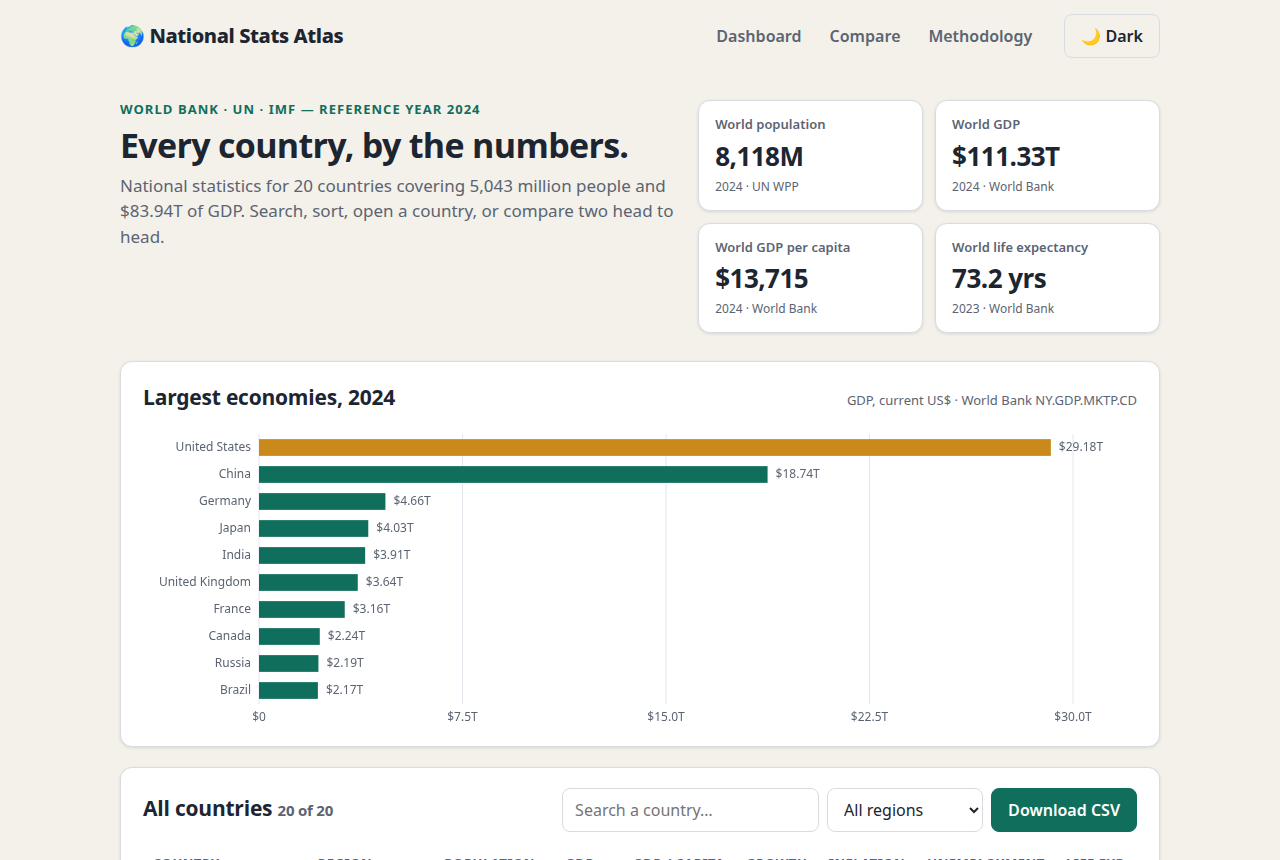 🌍 National Stats Atlas
Dashboard
Compare
Methodology
🌙 Dark
WORLD BANK · UN · IMF — REFERENCE YEAR 2024
Every country, by the numbers.
National statistics for 20 countries covering 5,043 million people and
$83.94T of GDP. Search, sort, open a country, or compare two head to
head.
World population
8,118M
2024 · UN WPP
World GDP
$111.33T
2024 · World Bank
World GDP per capita
$13,715
2024 · World Bank
World life expectancy
73.2 yrs
2023 · World Bank
Largest economies, 2024
GDP, current US$ · World Bank NY.GDP.MKTP.CD
United States $29.18T
China $18.74T
Germany $4.66T
Japan $4.03T
India $3.91T
United Kingdom $3.64T
France $3.16T
Canada $2.24T
Russia $2.19T
Brazil $2.17T
$0 $7.5T $15.0T $22.5T $30.0T
All countries 20 of 20
Search a country...
All regions
Download CSV